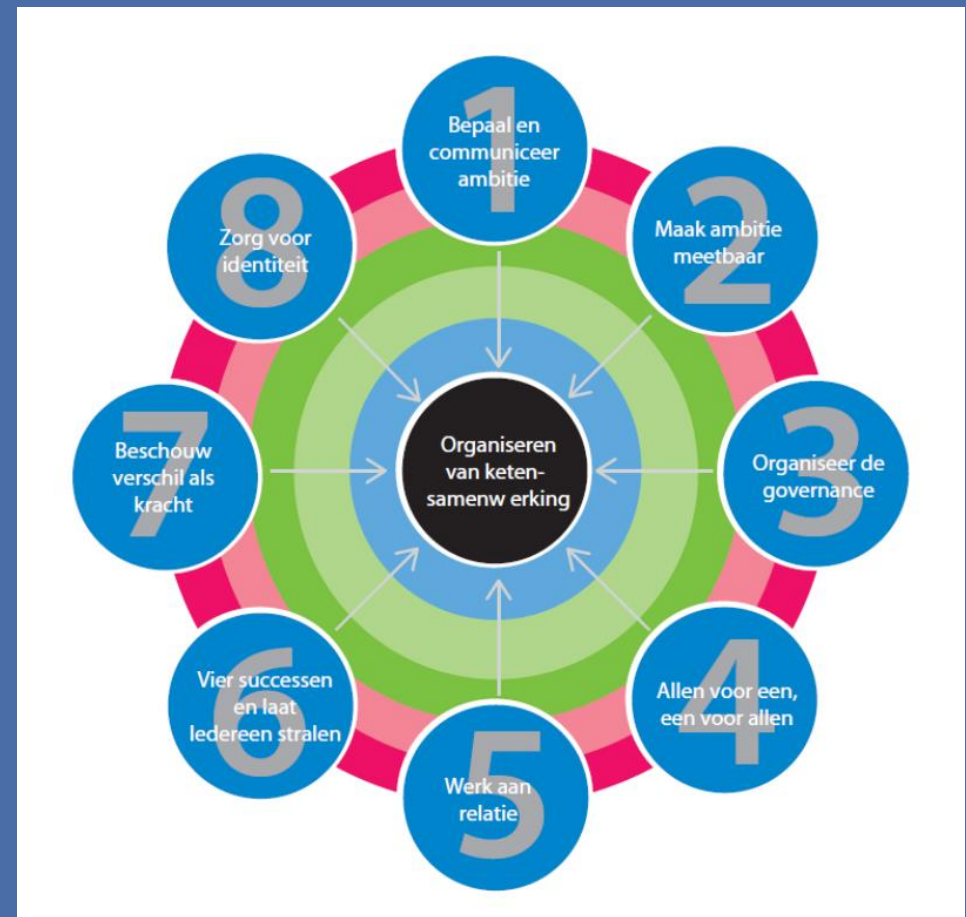 1
Bepaal en
communiceer
ambitie
2
Maak ambitie
meetbaar
3
Organiseer de
governance
4
Allen voor een,
een voor allen
5
Werk aan
relatie
6
Vier successen
en laat
Iedereen stralen
7
Beschouw
verschil als
kracht
8
Zorg voor
identiteit
Organiseren
van keten-
samenw erking